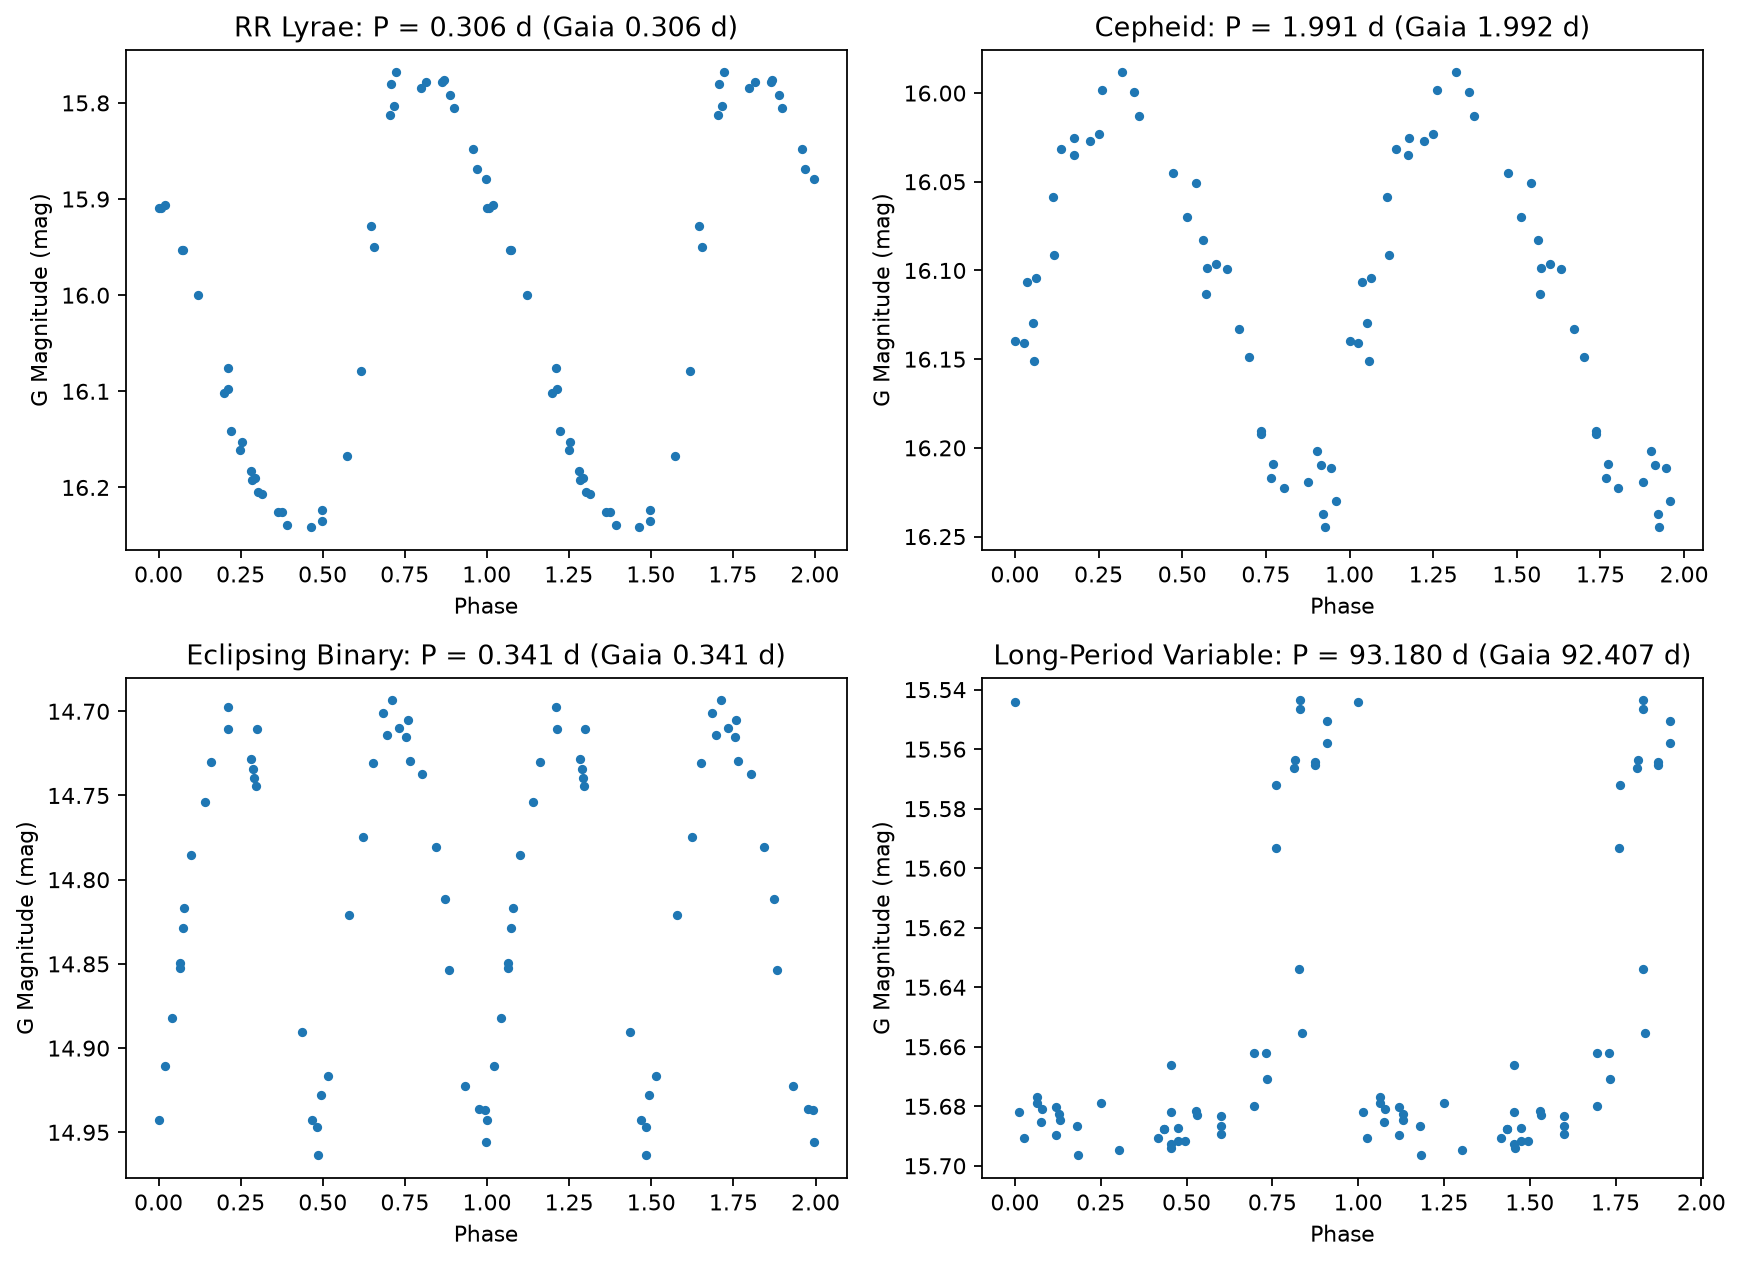 RR Lyrae: P = 0.306 d (Gaia 0.306 d)
15.8
15.9
16.0
16.1
16.2
G Magnitude (mag)
0.00 0.25 0.50 0.75 1.00 1.25 1.50 1.75 2.00
Phase
Cepheid: P = 1.991 d (Gaia 1.992 d)
16.00
16.05
16.10
16.15
16.20
16.25
G Magnitude (mag)
0.00 0.25 0.50 0.75 1.00 1.25 1.50 1.75 2.00
Phase
Eclipsing Binary: P = 0.341 d (Gaia 0.341 d)
14.70
14.75
14.80
14.85
14.90
14.95
G Magnitude (mag)
0.00 0.25 0.50 0.75 1.00 1.25 1.50 1.75 2.00
Phase
Long-Period Variable: P = 93.180 d (Gaia 92.407 d)
15.54
15.56
15.58
15.60
15.62
15.64
15.66
15.68
15.70
G Magnitude (mag)
0.00 0.25 0.50 0.75 1.00 1.25 1.50 1.75 2.00
Phase